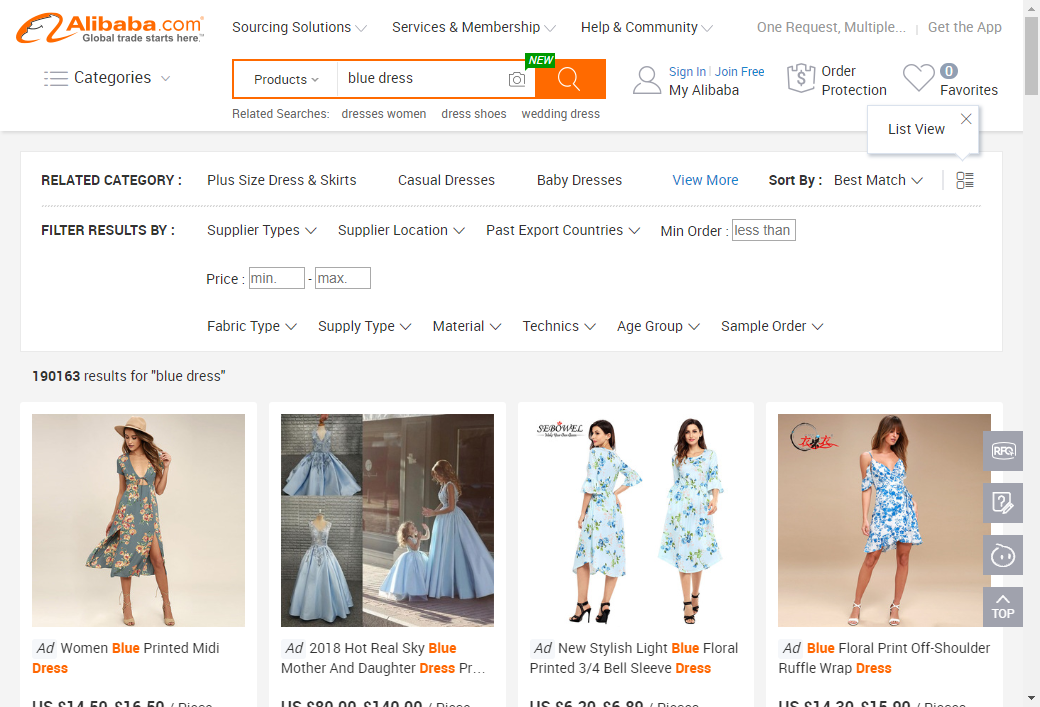 Alibaba.com
Global trade starts here.™
Sourcing Solutions
Services & Membership
Help & Community
One Request, Multiple...
Get the App
Categories
Products
blue dress
NEW
Sign In
Join Free
My Alibaba
Order
Protection
0
Favorites
Related Searches:
dresses women
dress shoes
wedding dress
List View
RELATED CATEGORY :
Plus Size Dress & Skirts
Casual Dresses
Baby Dresses
View More
Sort By :
Best Match
FILTER RESULTS BY :
Supplier Types
Supplier Location
Past Export Countries
Min Order :
less than
Price :
min.
-
max.
Fabric Type
Supply Type
Material
Technics
Age Group
Sample Order
190163 results for "blue dress"
SEBOWEL
RFQ
TOP
Ad Women Blue Printed Midi
Dress
Ad 2018 Hot Real Sky Blue
Mother And Daughter Dress Pr...
Ad New Stylish Light Blue Floral
Printed 3/4 Bell Sleeve Dress
Ad Blue Floral Print Off-Shoulder
Ruffle Wrap Dress
US $14.50-$16.50 / Piece
US $80.00-$140.00 / Piece
US $6.20-$6.89 / Pieces
US $14.30-$15.90 / Pieces